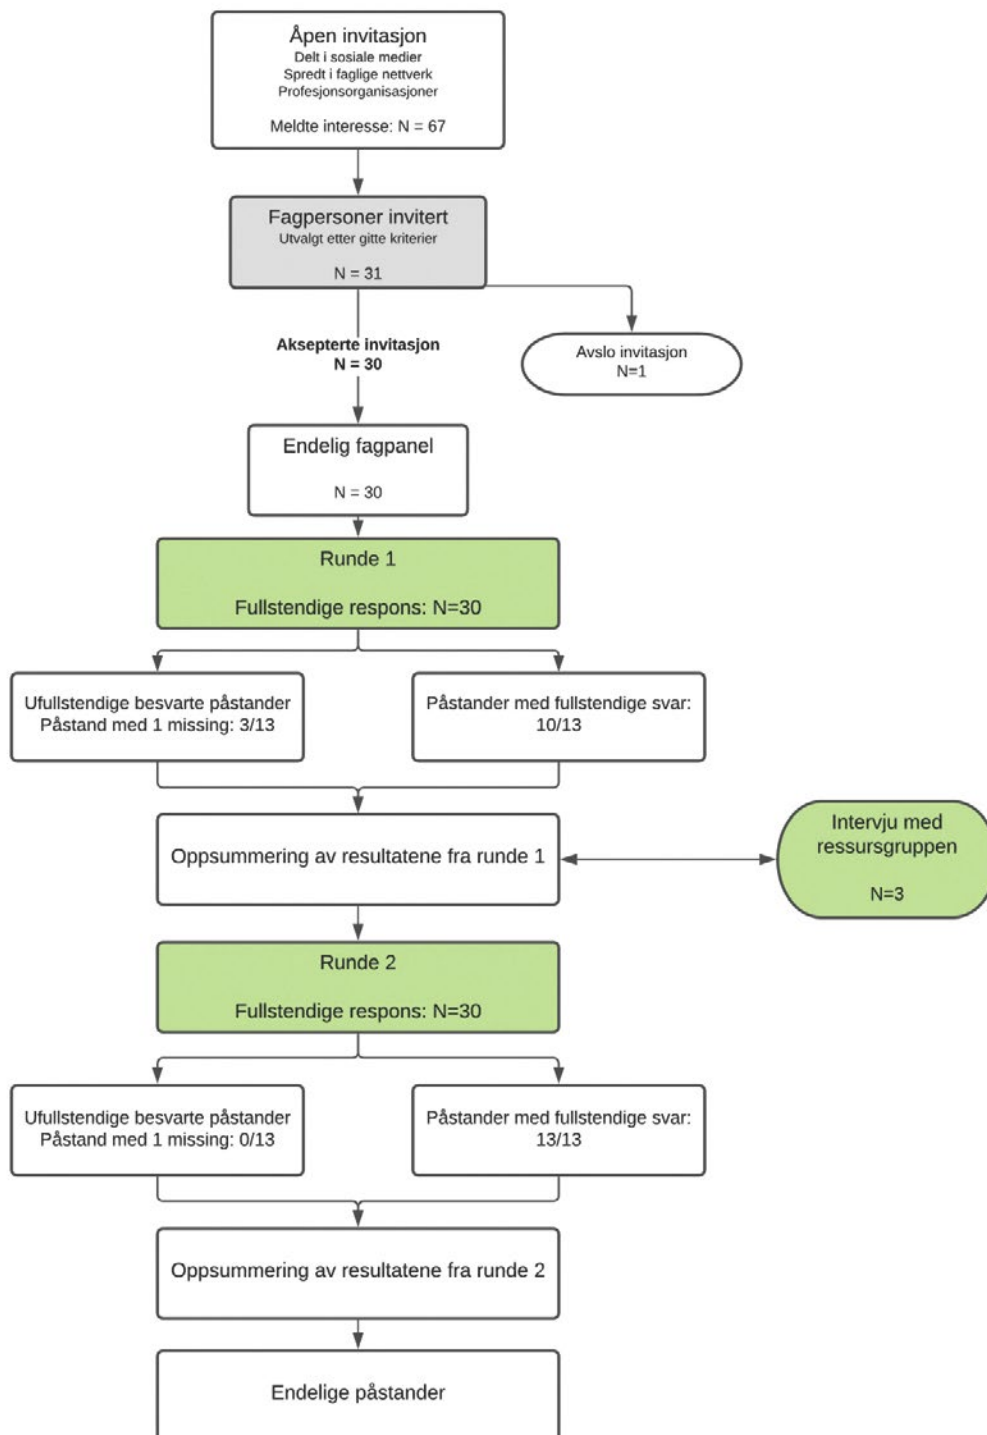 Åpen invitasjon
Delt i sosiale medier
Spredt i faglige nettverk
Profesjonsorganisasjoner
Meldte interesse: N = 67
Fagpersoner invitert
Utvalgt etter gitte kriterier
N = 31
Aksepterte invitasjon
N = 30
Avslo invitasjon
N=1
Endelig fagpanel
N = 30
Runde 1
Fullstendige respons: N=30
Ufullstendige besvarte påstander
Påstand med 1 missing: 3/13
Påstander med fullstendige svar:
10/13
Oppsummering av resultatene fra runde 1
Intervju med
ressursgruppen
N=3
Runde 2
Fullstendige respons: N=30
Ufullstendige besvarte påstander
Påstand med 1 missing: 0/13
Påstander med fullstendige svar:
13/13
Oppsummering av resultatene fra runde 2
Endelige påstander